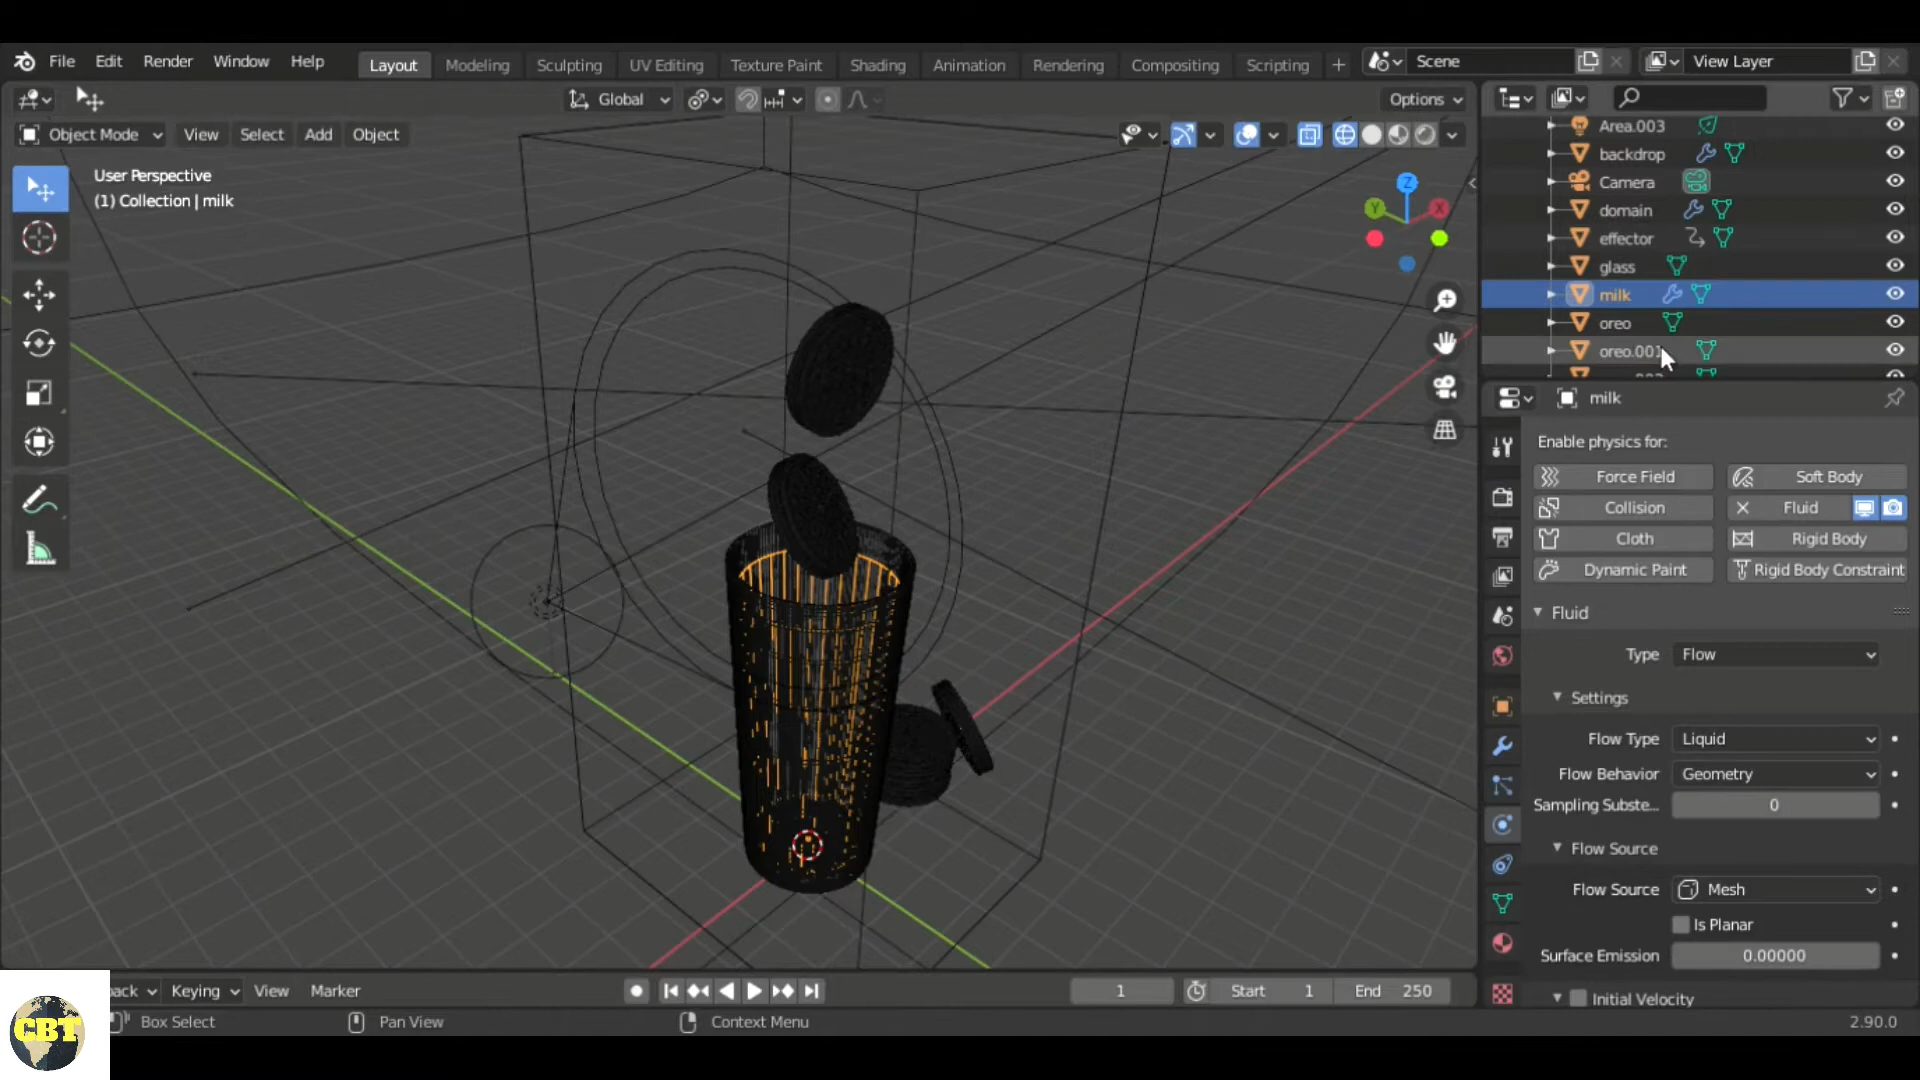 File Edit Render Window Help Layout Modeling Sculpting UV Editing Texture Paint Shading Animation Rendering Compositing Scripting + Scene View Layer
Global Options
Object Mode View Select Add Object
User Perspective
(1) Collection | milk
Z
Y X
Area.003
backdrop
Camera
domain
effector
glass
milk
oreo
oreo.001
milk
Enable physics for:
Force Field Soft Body
Collision Fluid
Cloth Rigid Body
Dynamic Paint Rigid Body Constraint
Fluid
Type Flow
Settings
Flow Type Liquid
Flow Behavior Geometry
Sampling Subste... 0
Flow Source
Flow Source Mesh
Is Planar
Surface Emission 0.00000
Initial Velocity
back Keying View Marker 1 Start 1 End 250
Box Select Pan View Context Menu 2.90.0
CBT